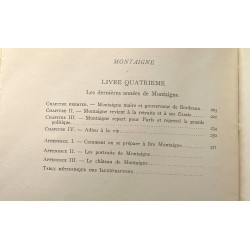 MONTAIGNE
LIVRE QUATRIÈME
Les dernières années de Montaigne.
CHAPITRE PREMIER. — Montaigne maire et gouverneur de Bordeaux.
CHAPITRE II. — Montaigne revient à la retraite et à ses Essais.
CHAPITRE III. — Montaigne repart pour Paris et reprend la grande
politique.
CHAPITRE IV. — Adieu à la vie
APPENDICE I. — Comment on se prépare à lire Montaigne.
APPENDICE II. — Les portraits de Montaigne.
APPENDICE III. — Le château de Montaigne.
TABLE MÉTHODIQUE DES ILLUSTRATIONS.